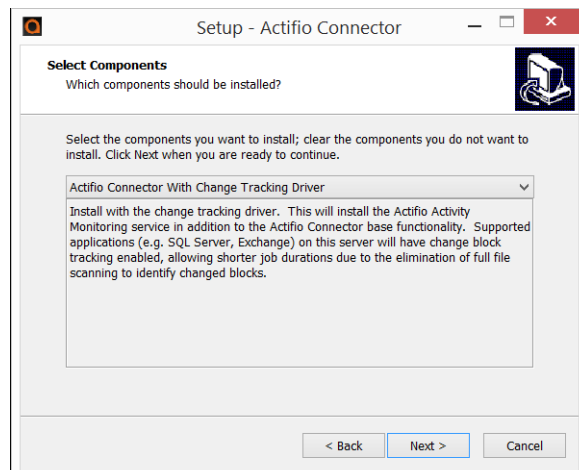 Setup - Actifio Connector
Select Components
Which components should be installed?
Select the components you want to install; clear the components you do not want to
install. Click Next when you are ready to continue.
Actifio Connector With Change Tracking Driver
Install with the change tracking driver.  This will install the Actifio Activity
Monitoring service in addition to the Actifio Connector base functionality.  Supported
applications (e.g. SQL Server, Exchange) on this server will have change block
tracking enabled, allowing shorter job durations due to the elimination of full file
scanning to identify changed blocks.
< Back
Next >
Cancel